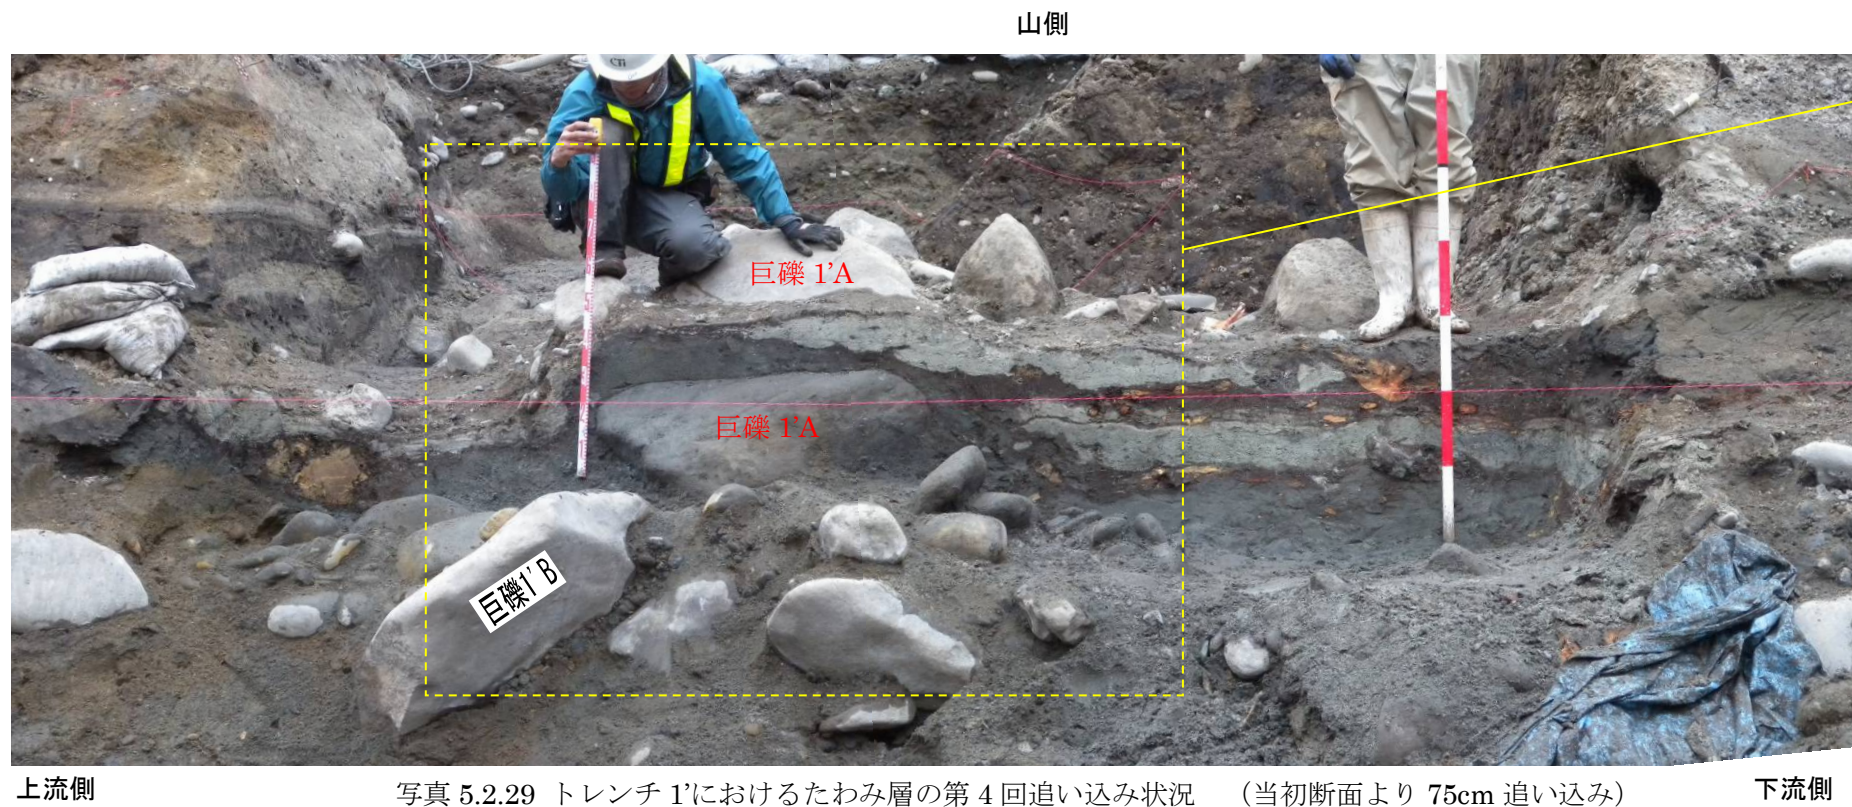 山側
CTi
巨礫 1’A
巨礫 1’A
巨礫1’B
上流側
写真 5.2.29 トレンチ 1’におけるたわみ層の第 4 回追い込み状況 （当初断面より 75cm 追い込み）
下流側